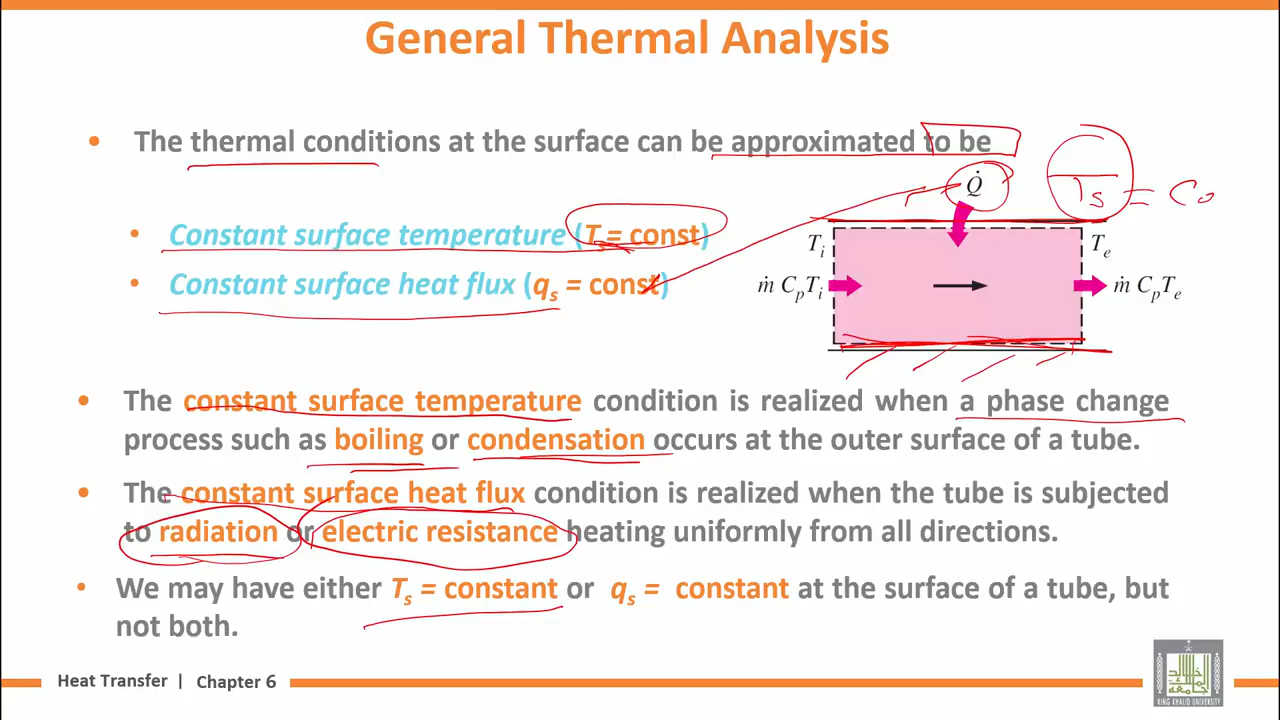 General Thermal Analysis
• The thermal conditions at the surface can be approximated to be
• Constant surface temperature (Ts = const)
• Constant surface heat flux (qs = const)
Q̇
Ts = Co
Ti
Te
ṁ CpTi
ṁ CpTe
• The constant surface temperature condition is realized when a phase change
process such as boiling or condensation occurs at the outer surface of a tube.
• The constant surface heat flux condition is realized when the tube is subjected
to radiation or electric resistance heating uniformly from all directions.
• We may have either Ts = constant or qs = constant at the surface of a tube, but
not both.
Heat Transfer | Chapter 6
KING KHALID UNIVERSITY